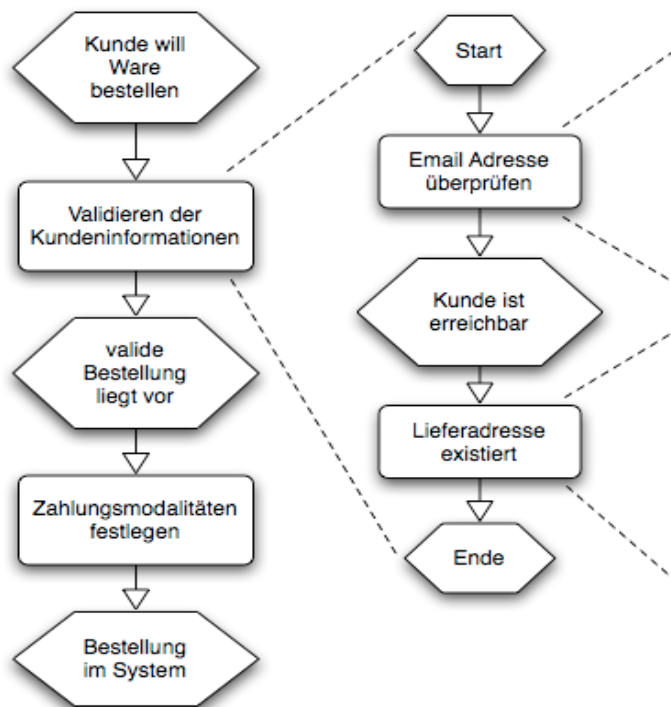 Kunde will
Ware
bestellen
Validieren der
Kundeninformationen
valide
Bestellung
liegt vor
Zahlungsmodalitäten
festlegen
Bestellung
im System
Start
Email Adresse
überprüfen
Kunde ist
erreichbar
Lieferadresse
existiert
Ende